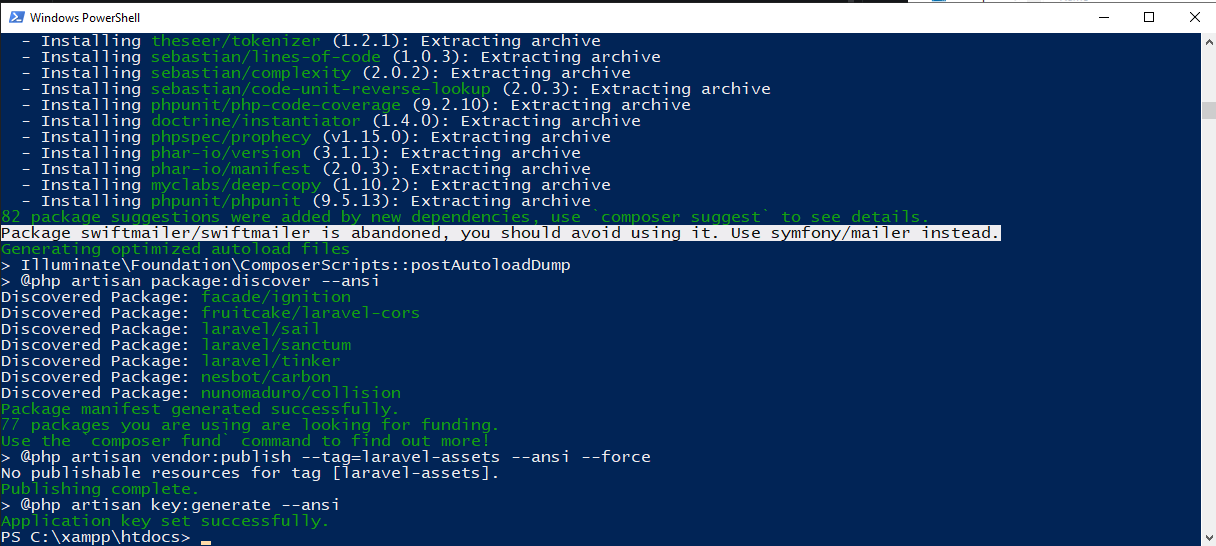 Windows PowerShell
- Installing theseer/tokenizer (1.2.1): Extracting archive
- Installing sebastian/lines-of-code (1.0.3): Extracting archive
- Installing sebastian/complexity (2.0.2): Extracting archive
- Installing sebastian/code-unit-reverse-lookup (2.0.3): Extracting archive
- Installing phpunit/php-code-coverage (9.2.10): Extracting archive
- Installing doctrine/instantiator (1.4.0): Extracting archive
- Installing phpspec/prophecy (v1.15.0): Extracting archive
- Installing phar-io/version (3.1.1): Extracting archive
- Installing phar-io/manifest (2.0.3): Extracting archive
- Installing myclabs/deep-copy (1.10.2): Extracting archive
- Installing phpunit/phpunit (9.5.13): Extracting archive
82 package suggestions were added by new dependencies, use `composer suggest` to see details.
Package swiftmailer/swiftmailer is abandoned, you should avoid using it. Use symfony/mailer instead.
Generating optimized autoload files
> Illuminate\Foundation\ComposerScripts::postAutoloadDump
> @php artisan package:discover --ansi
Discovered Package: facade/ignition
Discovered Package: fruitcake/laravel-cors
Discovered Package: laravel/sail
Discovered Package: laravel/sanctum
Discovered Package: laravel/tinker
Discovered Package: nesbot/carbon
Discovered Package: nunomaduro/collision
Package manifest generated successfully.
77 packages you are using are looking for funding.
Use the `composer fund` command to find out more!
> @php artisan vendor:publish --tag=laravel-assets --ansi --force
No publishable resources for tag [laravel-assets].
Publishing complete.
> @php artisan key:generate --ansi
Application key set successfully.
PS C:\xampp\htdocs>